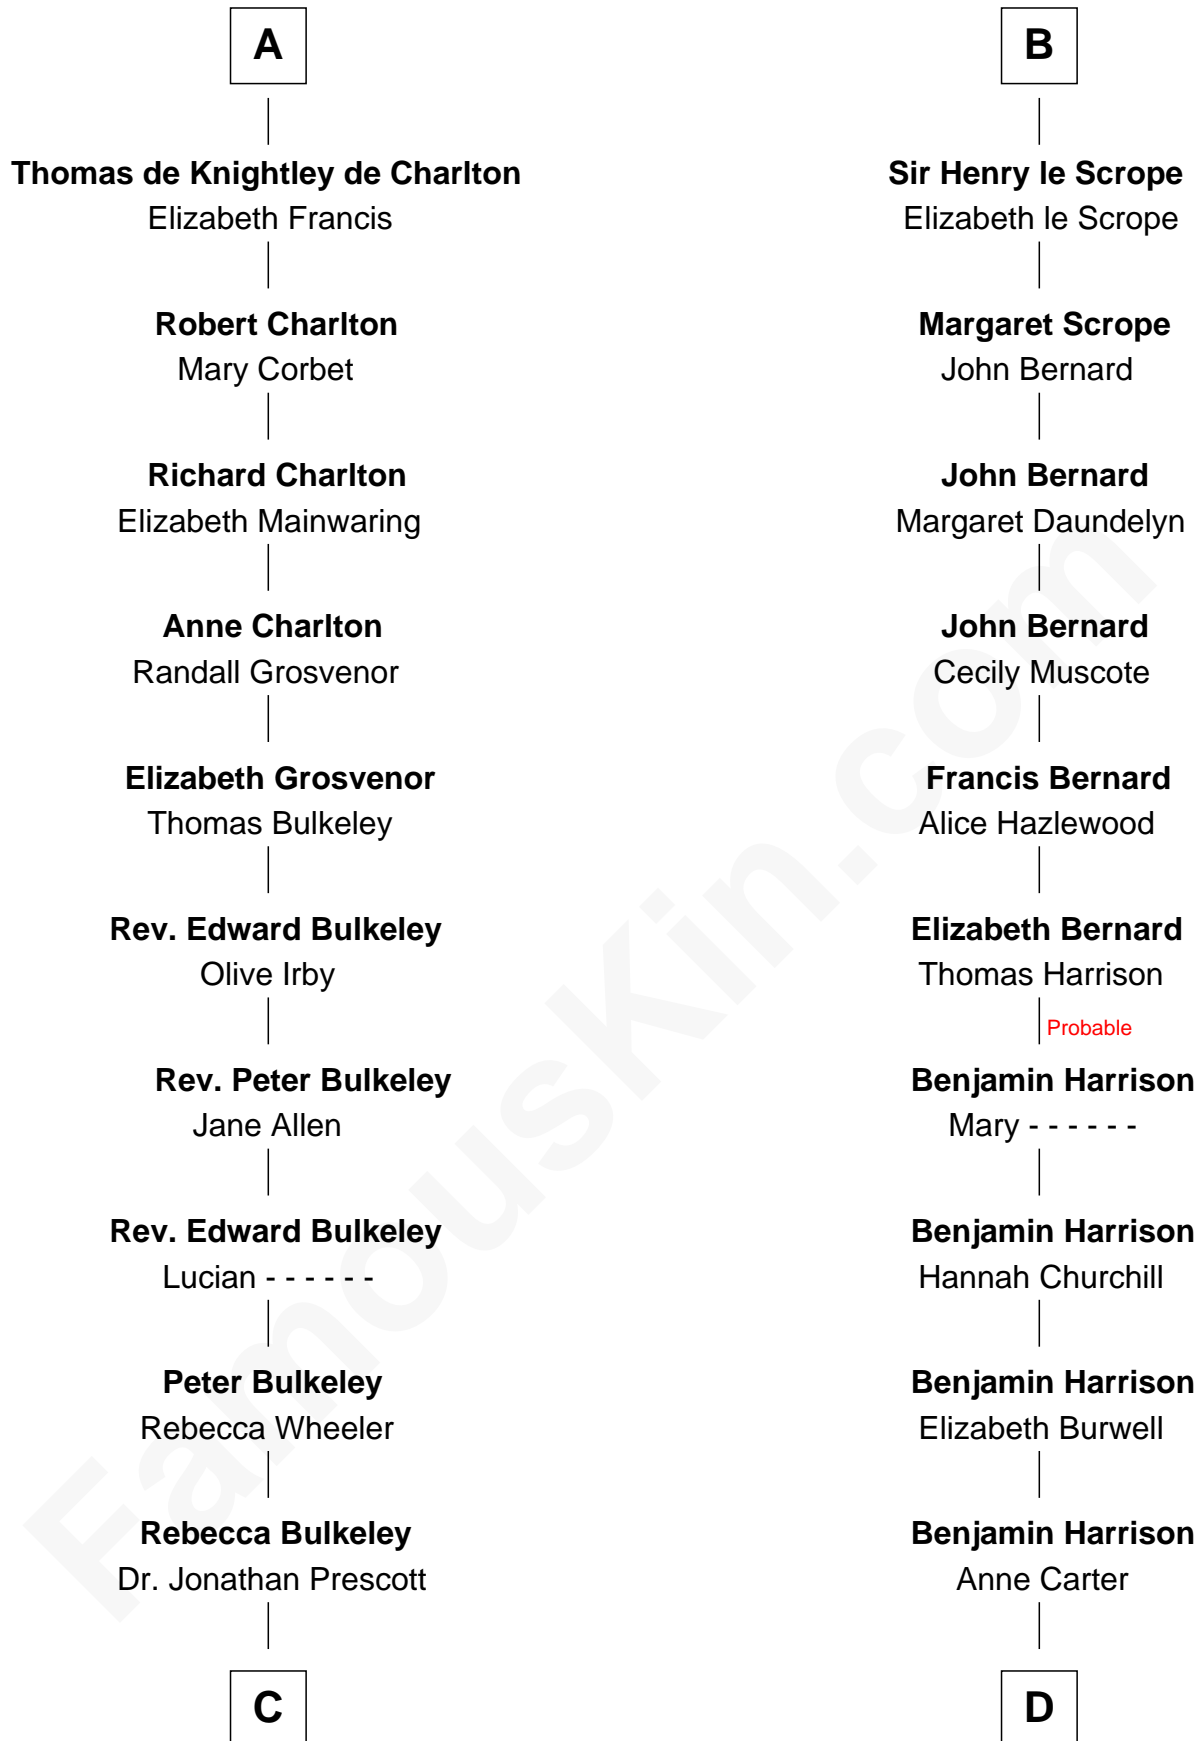 A
Thomas de Knightley de Charlton
Elizabeth Francis
Robert Charlton
Mary Corbet
Richard Charlton
Elizabeth Mainwaring
Anne Charlton
Randall Grosvenor
Elizabeth Grosvenor
Thomas Bulkeley
Rev. Edward Bulkeley
Olive Irby
Rev. Peter Bulkeley
Jane Allen
Rev. Edward Bulkeley
Lucian - - - - - -
Peter Bulkeley
Rebecca Wheeler
Rebecca Bulkeley
Dr. Jonathan Prescott
C
B
Sir Henry le Scrope
Elizabeth le Scrope
Margaret Scrope
John Bernard
John Bernard
Margaret Daundelyn
John Bernard
Cecily Muscote
Francis Bernard
Alice Hazlewood
Elizabeth Bernard
Thomas Harrison
Probable
Benjamin Harrison
Mary - - - - - -
Benjamin Harrison
Hannah Churchill
Benjamin Harrison
Elizabeth Burwell
Benjamin Harrison
Anne Carter
D
FamousKin.com